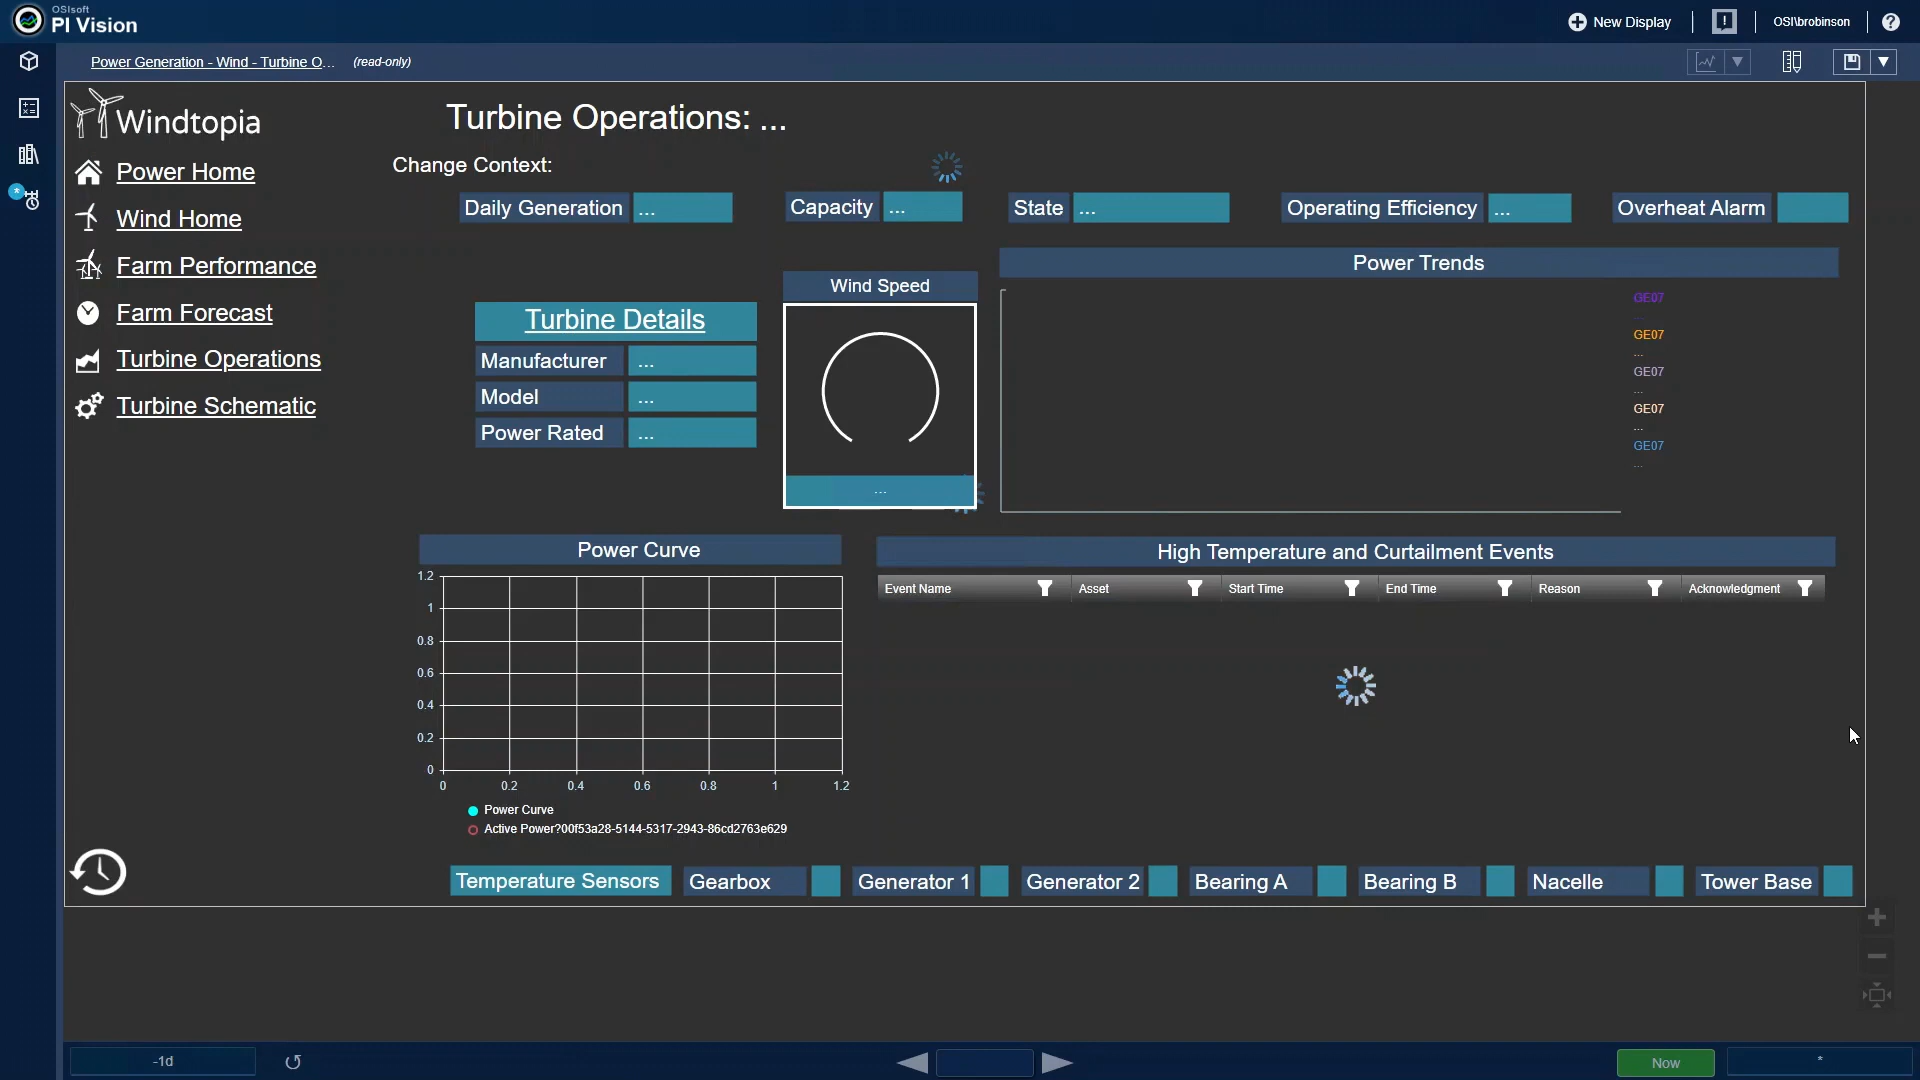 OSIsoft
PI Vision
New Display
OSI\brobinson
Power Generation - Wind - Turbine O...
(read-only)
Windtopia
Turbine Operations: ...
Power Home
Change Context:
Daily Generation ...
Capacity ...
State ...
Operating Efficiency ...
Overheat Alarm
Wind Home
Farm Performance
Farm Forecast
Turbine Operations
Turbine Schematic
Turbine Details
Manufacturer ...
Model ...
Power Rated ...
Wind Speed
...
Power Trends
GE07
...
GE07
...
GE07
...
GE07
...
GE07
...
Power Curve
1.2
1
0.8
0.6
0.4
0.2
0
0 0.2 0.4 0.6 0.8 1 1.2
Power Curve
Active Power?00f53a28-5144-5317-2943-86cd2763e629
High Temperature and Curtailment Events
Event Name Asset Start Time End Time Reason Acknowledgment
Temperature Sensors Gearbox Generator 1 Generator 2 Bearing A Bearing B Nacelle Tower Base
-1d
Now
*